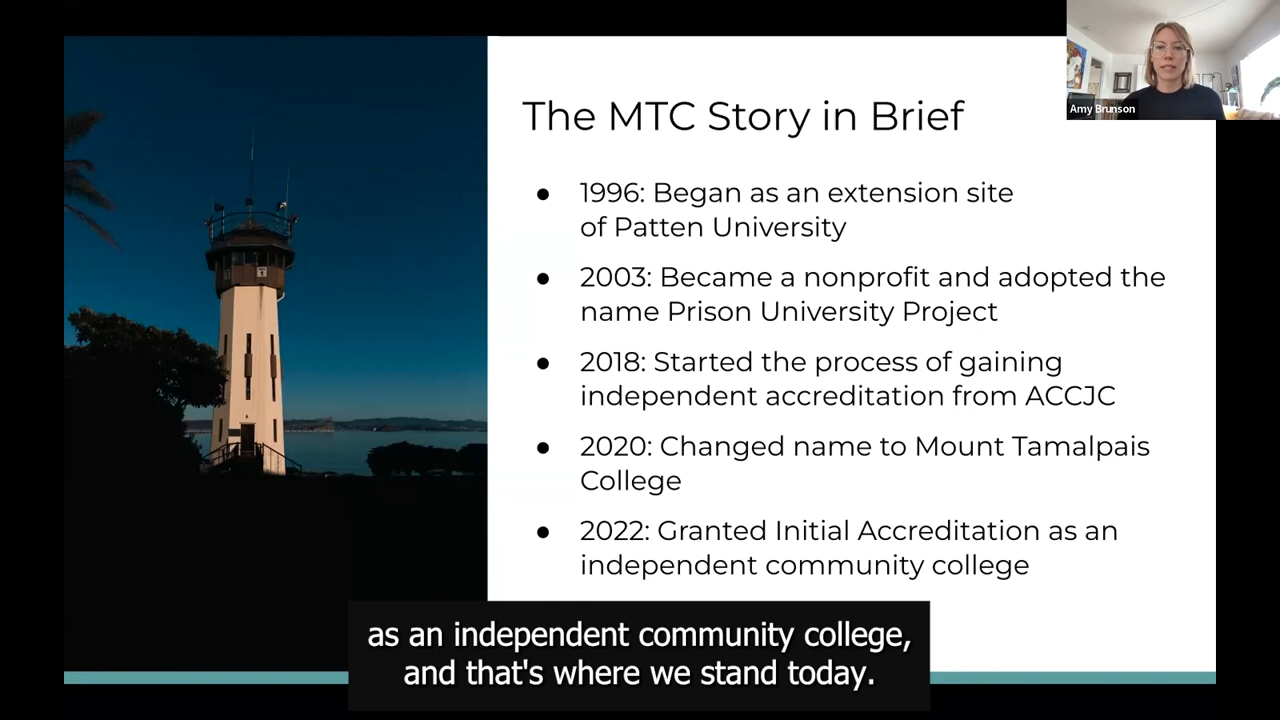 Amy Brunson
The MTC Story in Brief
● 1996: Began as an extension site
of Patten University
● 2003: Became a nonprofit and adopted the
name Prison University Project
● 2018: Started the process of gaining
independent accreditation from ACCJC
● 2020: Changed name to Mount Tamalpais
College
● 2022: Granted Initial Accreditation as an
independent community college
as an independent community college,
and that's where we stand today.